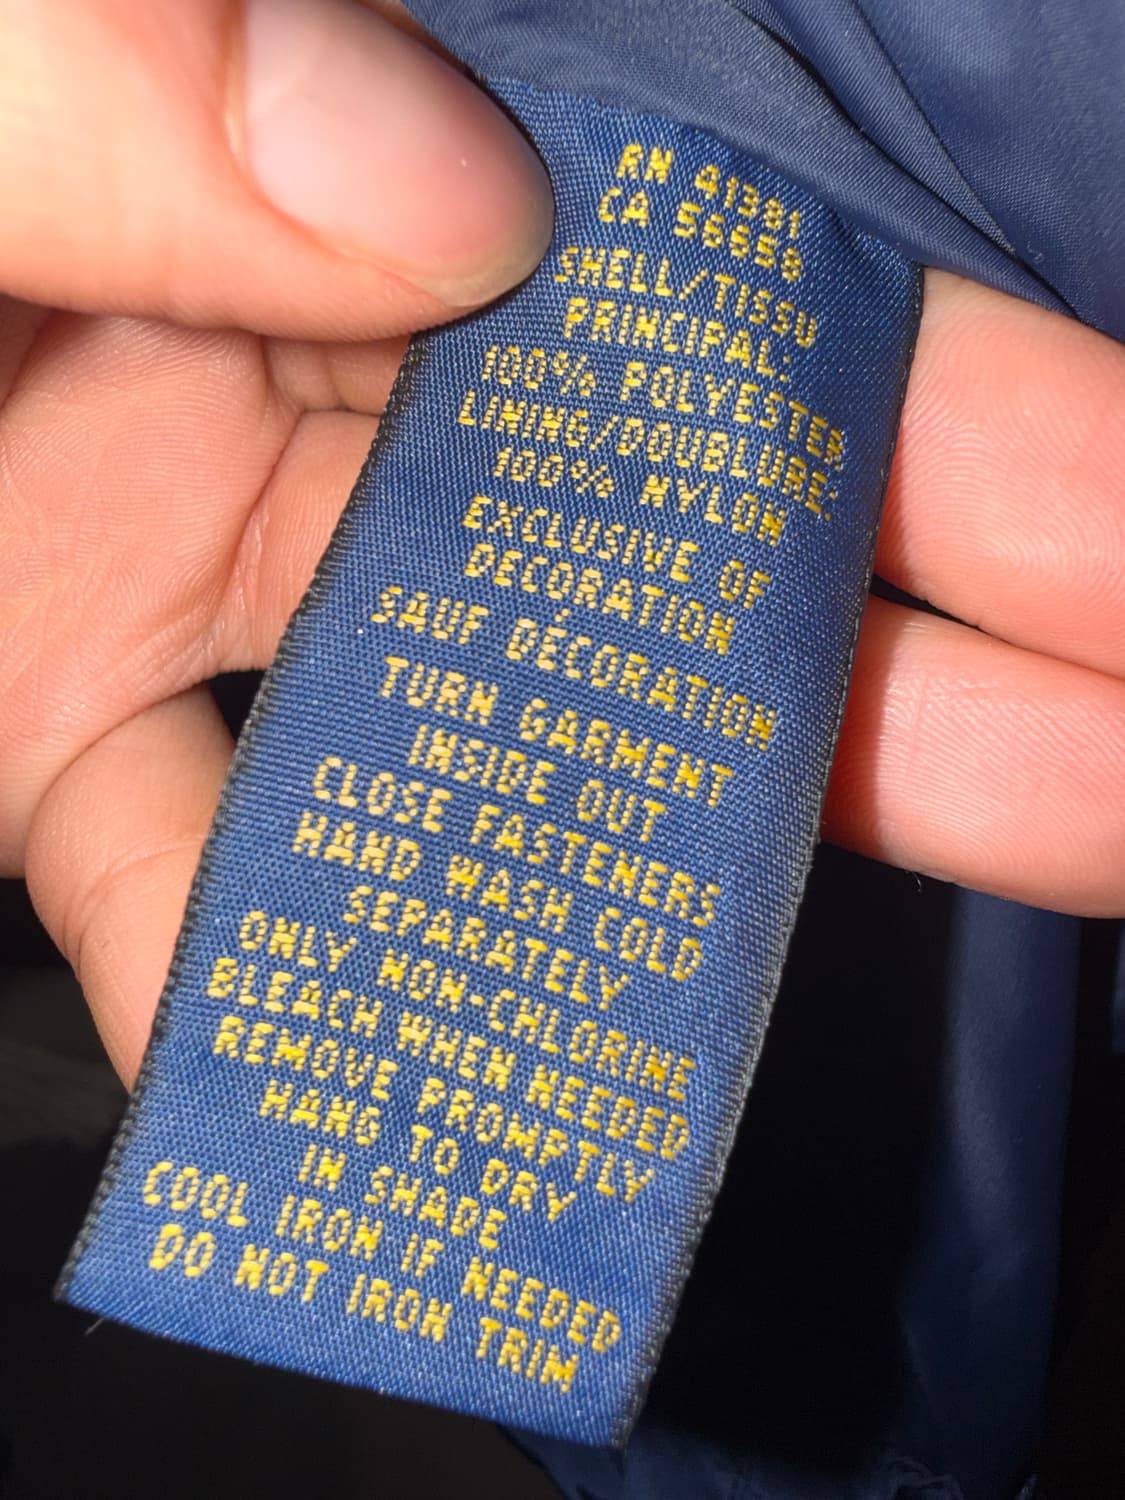 RN 41381
CA 56658
SHELL/TISSU
PRINCIPAL:
100% POLYESTER
LINING/DOUBLURE:
100% NYLON
EXCLUSIVE OF
DECORATION
SAUF DÉCORATION
TURN GARMENT
INSIDE OUT
CLOSE FASTENERS
HAND WASH COLD
SEPARATELY
ONLY NON-CHLORINE
BLEACH WHEN NEEDED
REMOVE PROMPTLY
HANG TO DRY
IN SHADE
COOL IRON IF NEEDED
DO NOT IRON TRIM